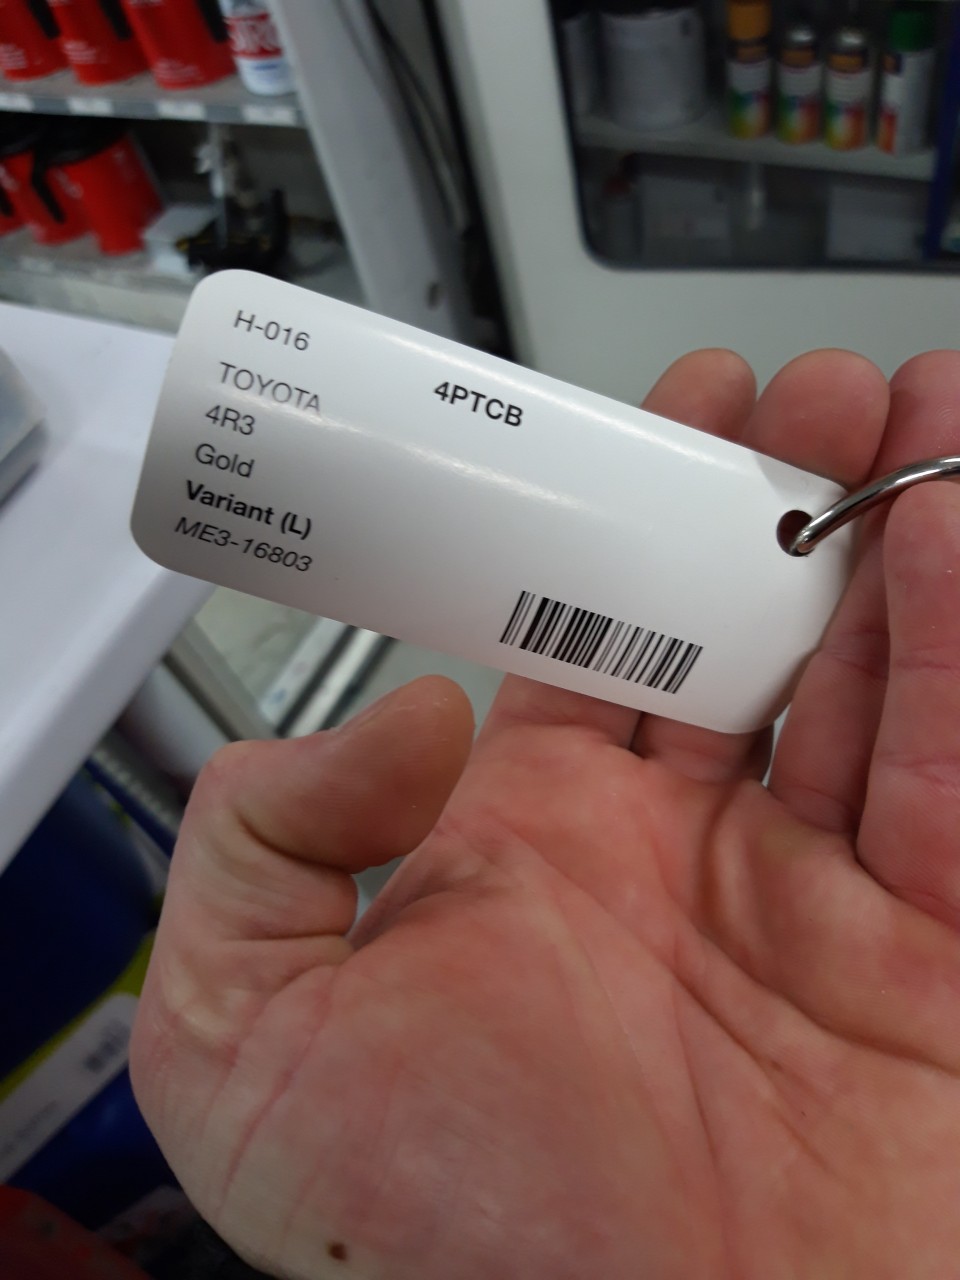 H-016
TOYOTA
4PTCB
4R3
Gold
Variant (L)
ME3-16803